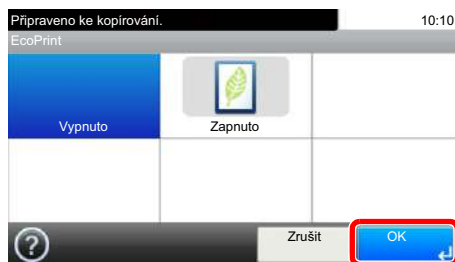 Připraveno ke kopírování. 10:10
EcoPrint
Vypnuto Zapnuto
? Zrušit OK